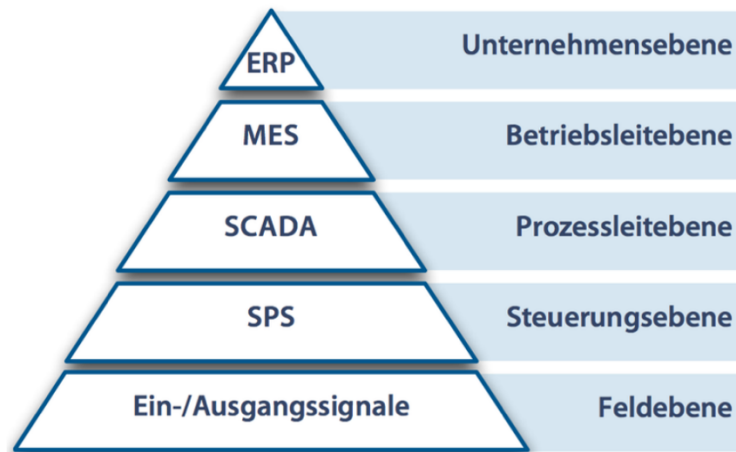 ERP Unternehmensebene
MES Betriebsleitebene
SCADA Prozessleitebene
SPS Steuerungsebene
Ein-/Ausgangssignale Feldebene